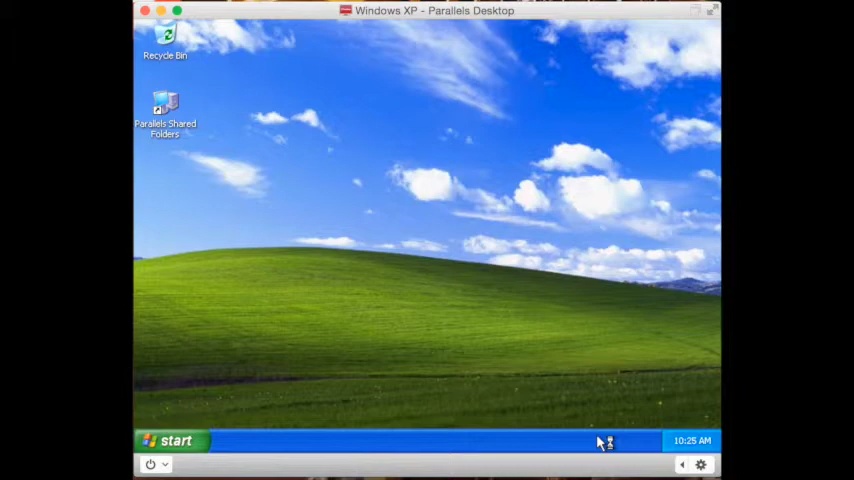 Windows XP - Parallels Desktop
Recycle Bin
Parallels Shared
Folders
start
10:25 AM